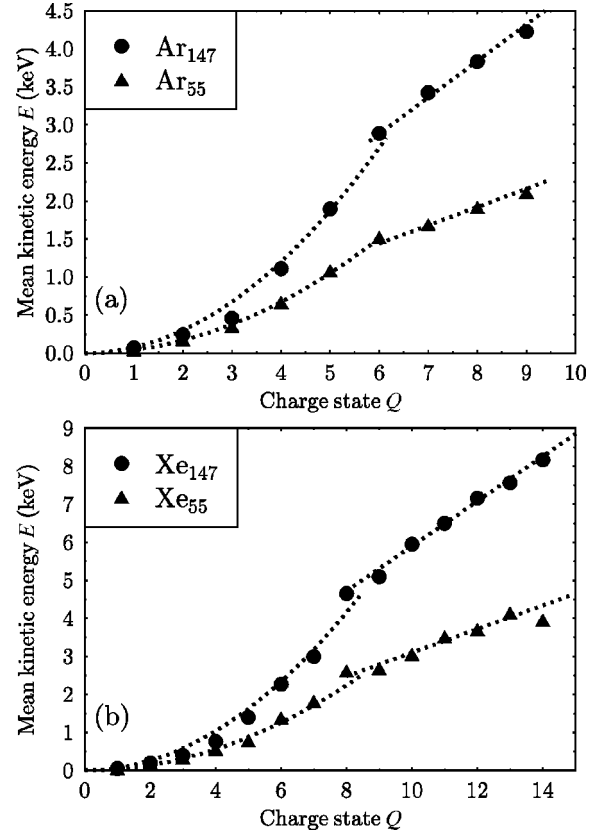 4.5
4.0
3.5
3.0
2.5
2.0
1.5
1.0
0.5
0.0
Mean kinetic energy E (keV)
Ar147
Ar55
(a)
0 1 2 3 4 5 6 7 8 9 10
Charge state Q
9
8
7
6
5
4
3
2
1
0
Mean kinetic energy E (keV)
Xe147
Xe55
(b)
0 2 4 6 8 10 12 14
Charge state Q